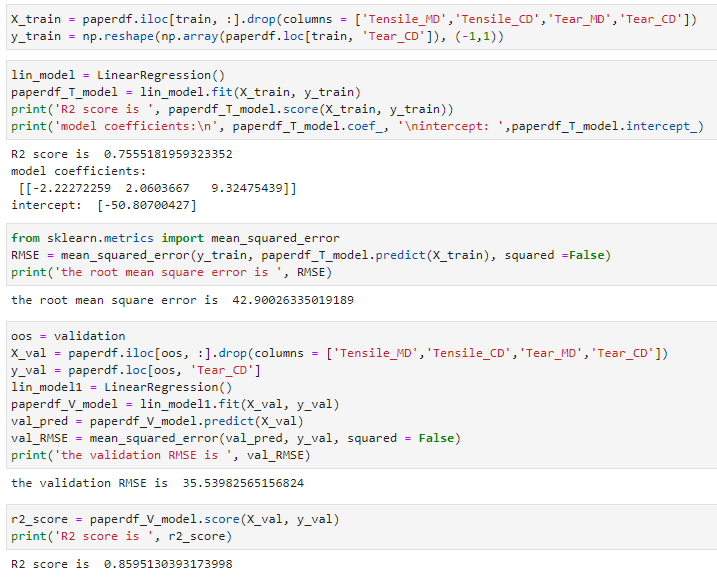 X_train = paperdf.iloc[train, :].drop(columns = ['Tensile_MD','Tensile_CD','Tear_MD','Tear_CD'])
y_train = np.reshape(np.array(paperdf.loc[train, 'Tear_CD']), (-1,1))
lin_model = LinearRegression()
paperdf_T_model = lin_model.fit(X_train, y_train)
print('R2 score is ', paperdf_T_model.score(X_train, y_train))
print('model coefficients:\n', paperdf_T_model.coef_, '\nintercept: ',paperdf_T_model.intercept_)
R2 score is  0.7555181959323352
model coefficients:
 [[-2.22272259  2.0603667   9.32475439]]
intercept:  [-50.80700427]
from sklearn.metrics import mean_squared_error
RMSE = mean_squared_error(y_train, paperdf_T_model.predict(X_train), squared =False)
print('the root mean square error is ', RMSE)
the root mean square error is  42.90026335019189
oos = validation
X_val = paperdf.iloc[oos, :].drop(columns = ['Tensile_MD','Tensile_CD','Tear_MD','Tear_CD'])
y_val = paperdf.loc[oos, 'Tear_CD']
lin_model1 = LinearRegression()
paperdf_V_model = lin_model1.fit(X_val, y_val)
val_pred = paperdf_V_model.predict(X_val)
val_RMSE = mean_squared_error(val_pred, y_val, squared = False)
print('the validation RMSE is ', val_RMSE)
the validation RMSE is  35.53982565156824
r2_score = paperdf_V_model.score(X_val, y_val)
print('R2 score is ', r2_score)
R2 score is  0.8595130393173998